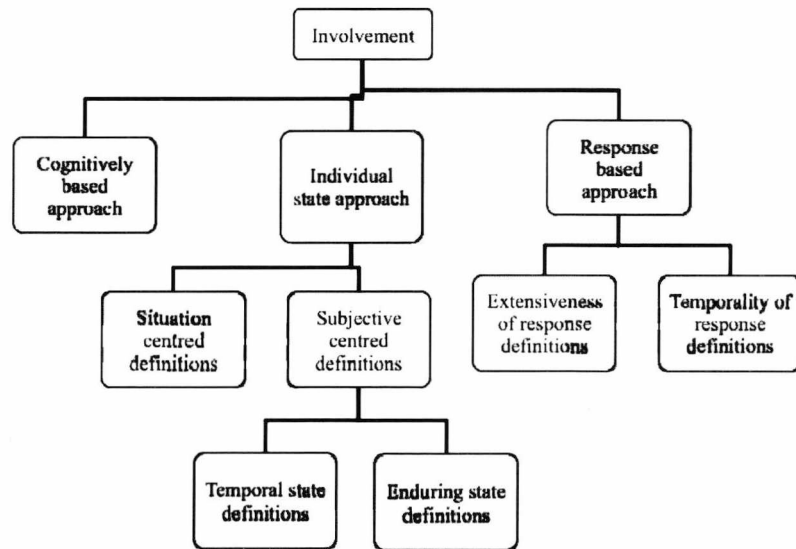 Involvement
Cognitively
based
approach
Individual
state approach
Response
based
approach
Situation
centred
definitions
Subjective
centred
definitions
Extensiveness
of response
definitions
Temporality of
response
definitions
Temporal state
definitions
Enduring state
definitions